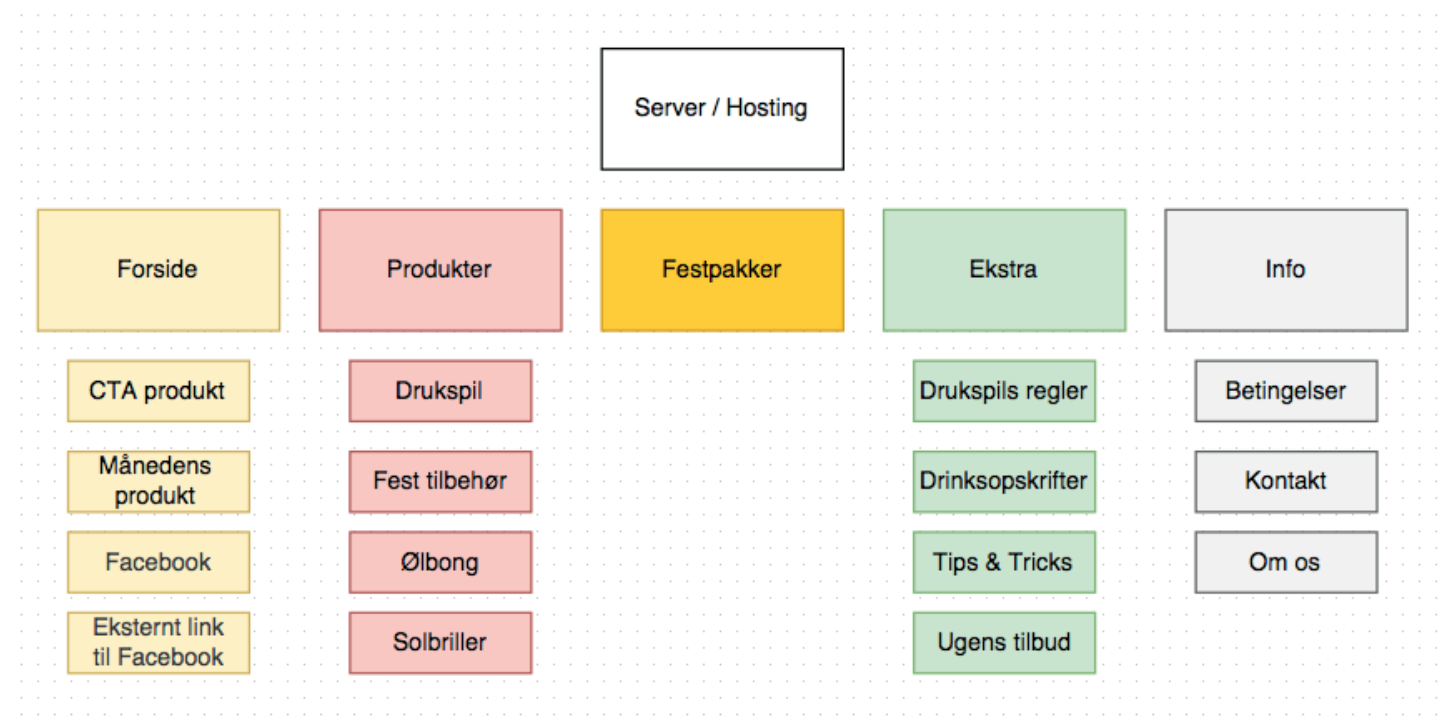 Server / Hosting
Forside
Produkter
Festpakker
Ekstra
Info
CTA produkt
Drukspil
Drukspils regler
Betingelser
Månedens
produkt
Fest tilbehør
Drinksopskrifter
Kontakt
Facebook
Ølbong
Tips & Tricks
Om os
Eksternt link
til Facebook
Solbriller
Ugens tilbud